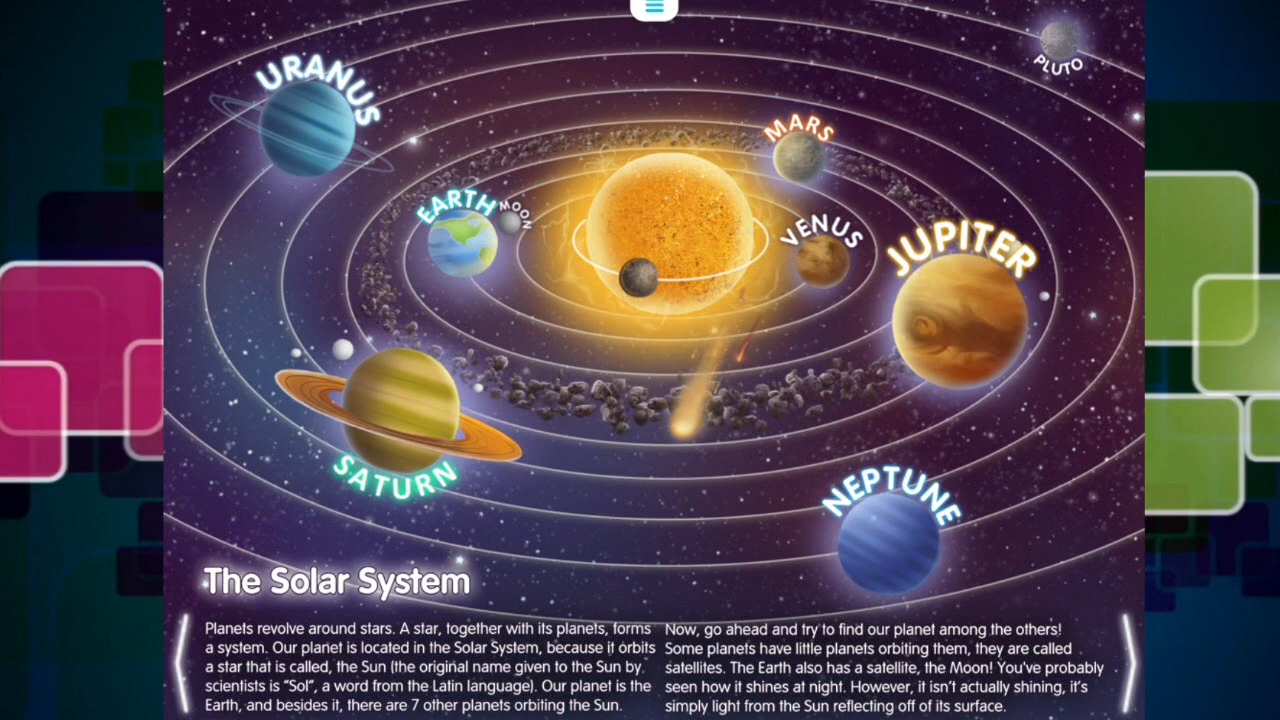 URANUS
PLUTO
MARS
EARTH
MOON
VENUS
JUPITER
SATURN
NEPTUNE
The Solar System
Planets revolve around stars. A star, together with its planets, forms
a system. Our planet is located in the Solar System, because it orbits
a star that is called, the Sun (the original name given to the Sun by
scientists is “Sol”, a word from the Latin language). Our planet is the
Earth, and besides it, there are 7 other planets orbiting the Sun.
Now, go ahead and try to find our planet among the others!
Some planets have little planets orbiting them, they are called
satellites. The Earth also has a satellite, the Moon! You've probably
seen how it shines at night. However, it isn't actually shining, it's
simply light from the Sun reflecting off of its surface.